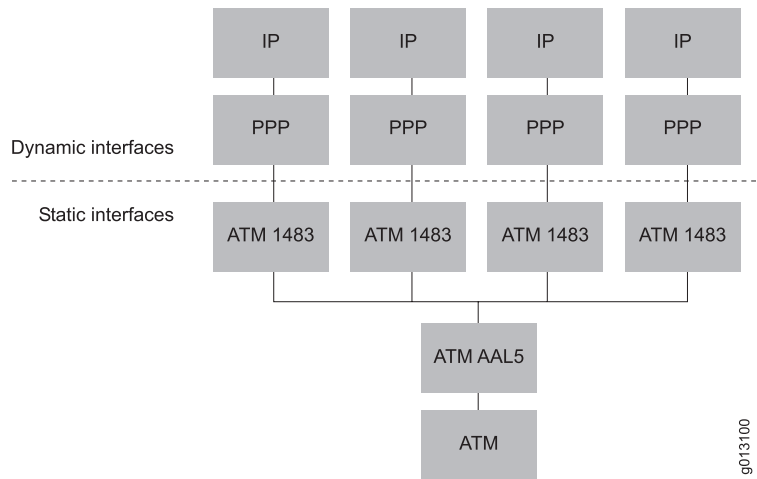 IP IP IP IP
PPP PPP PPP PPP
Dynamic interfaces
Static interfaces
ATM 1483 ATM 1483 ATM 1483 ATM 1483
ATM AAL5
ATM
g013100